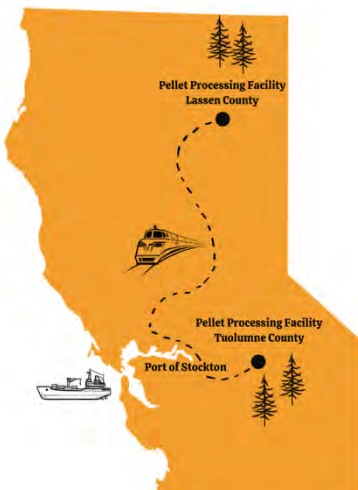 Pellet Processing Facility
Lassen County
Pellet Processing Facility
Tuolumne County
Port of Stockton